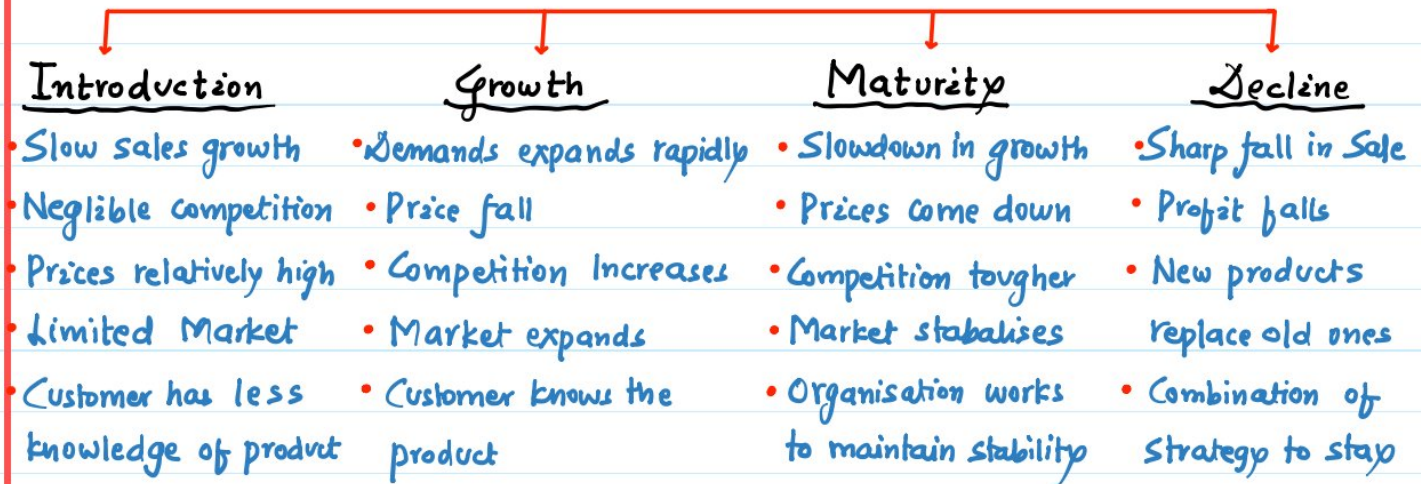 Introduction
• Slow sales growth
• Neglible competition
• Prices relatively high
• Limited Market
• Customer has less
knowledge of product
Growth
• Demands expands rapidly
• Price fall
• Competition Increases
• Market expands
• Customer knows the
product
Maturity
• Slowdown in growth
• Prices come down
• Competition tougher
• Market stabalises
• Organisation works
to maintain stability
Decline
• Sharp fall in Sale
• Profit falls
• New products
replace old ones
• Combination of
strategy to stay